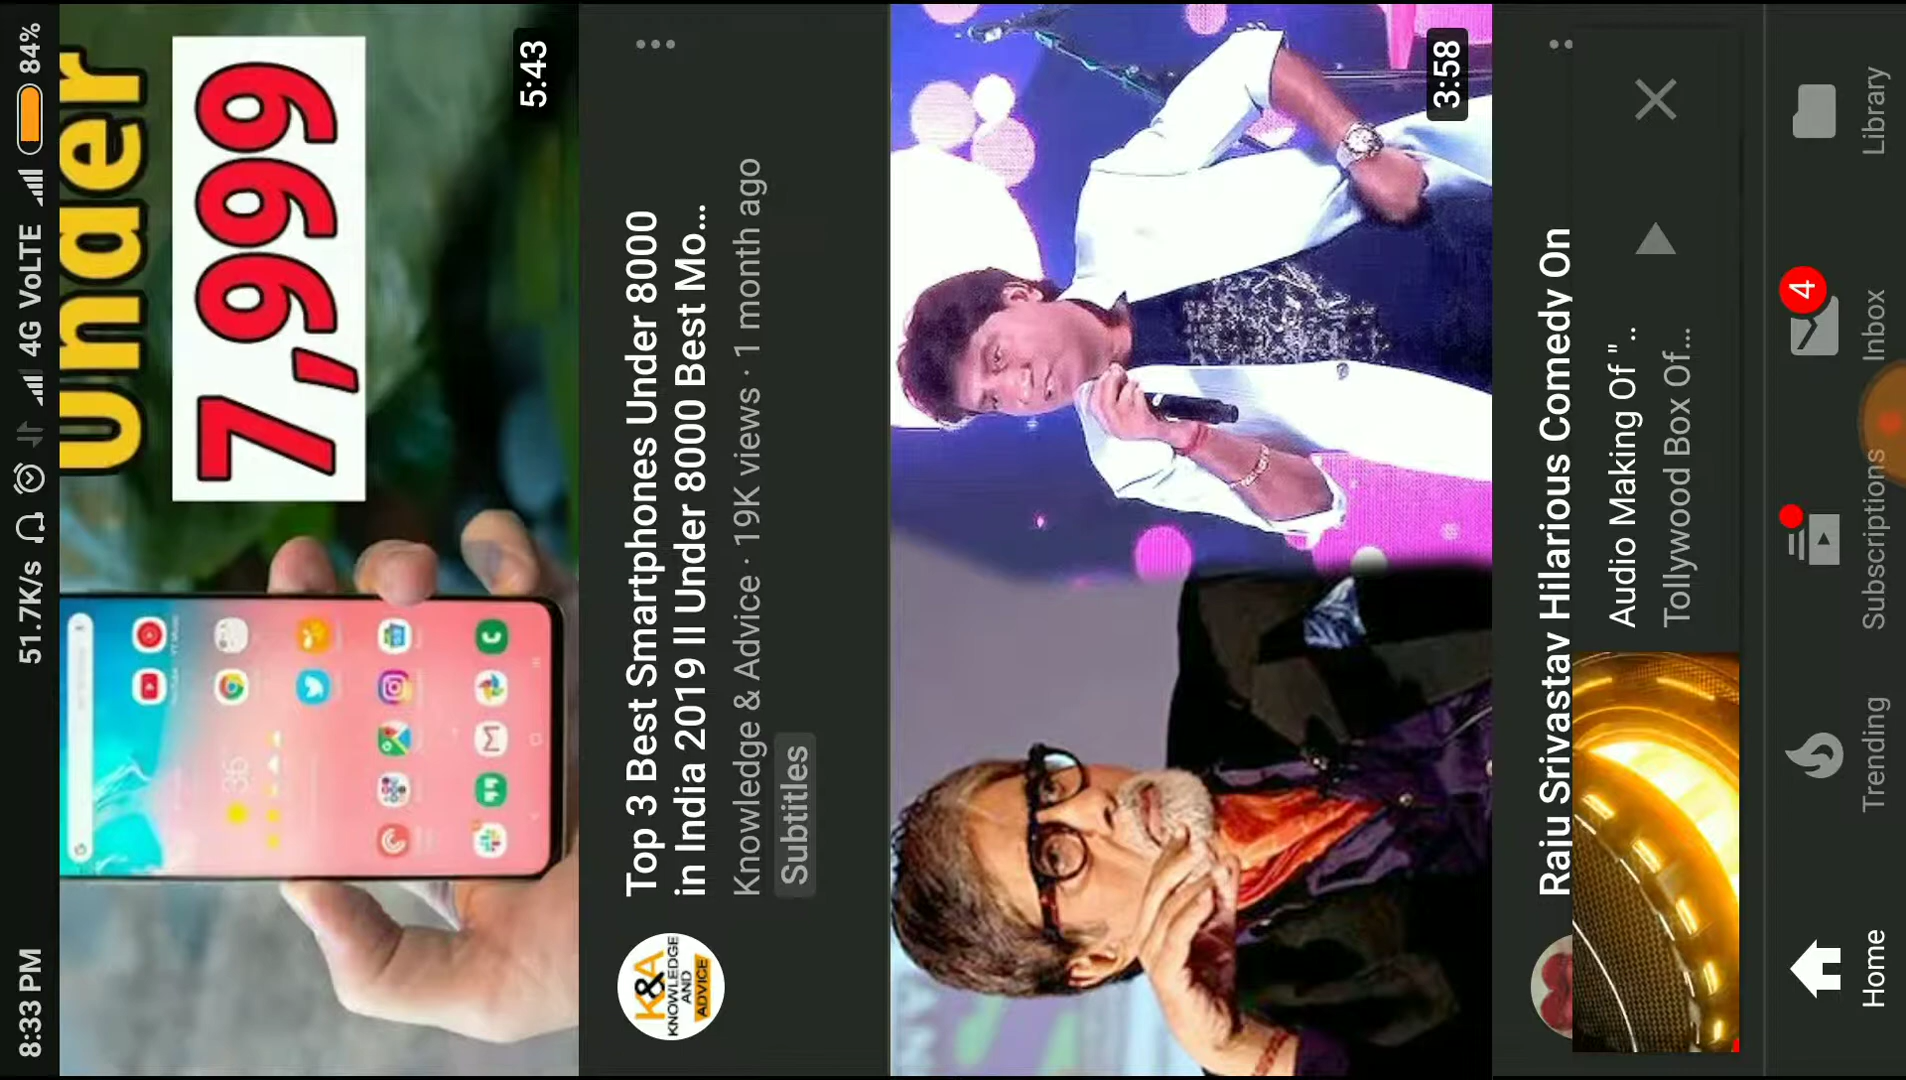 8:33 PM
51.7K/s
4G VoLTE
84%
Under
7,999
5:43
Top 3 Best Smartphones Under 8000
in India 2019 II Under 8000 Best Mo...
Knowledge & Advice · 19K views · 1 month ago
Subtitles
K&A
KNOWLEDGE
AND
ADVICE
3:58
Raju Srivastav Hilarious Comedy On
Audio Making Of "..
Tollywood Box Of...
Home
Trending
Subscriptions
4
Inbox
Library